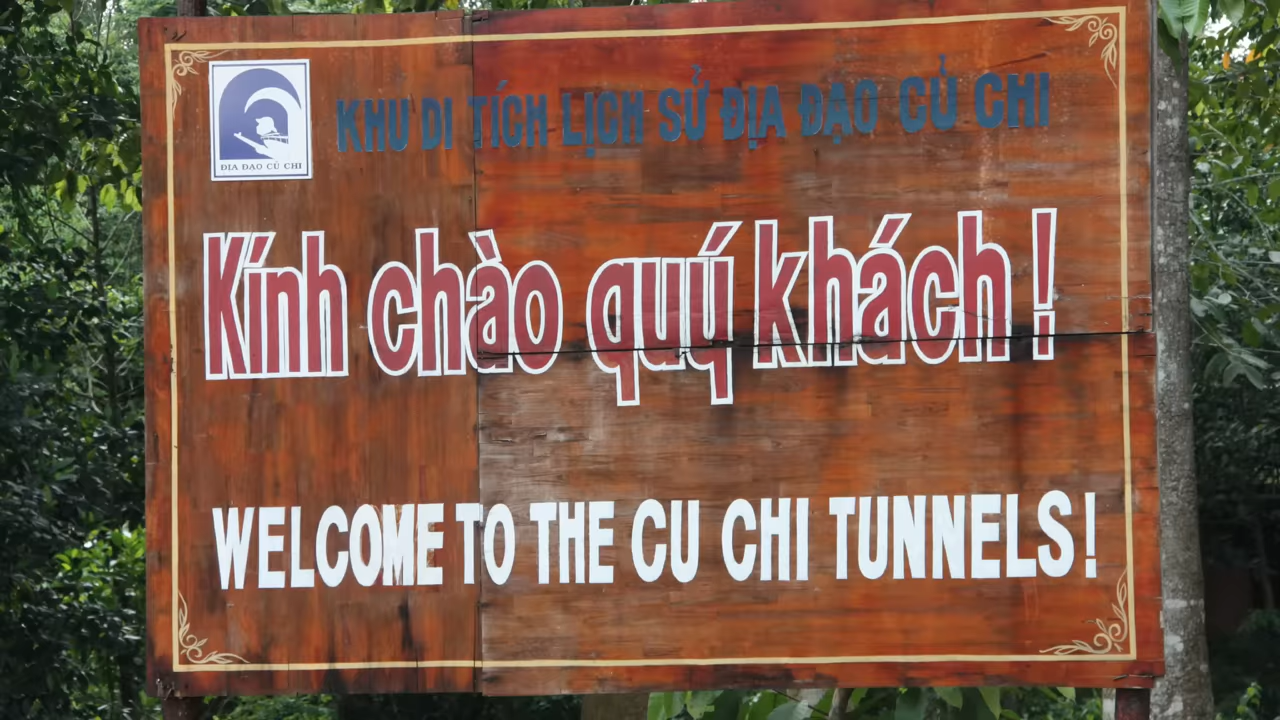 KHU DI TÍCH LỊCH SỬ ĐỊA ĐẠO CỦ CHI
ĐỊA ĐẠO CỦ CHI
Kính chào quý khách !
WELCOME TO THE CU CHI TUNNELS!